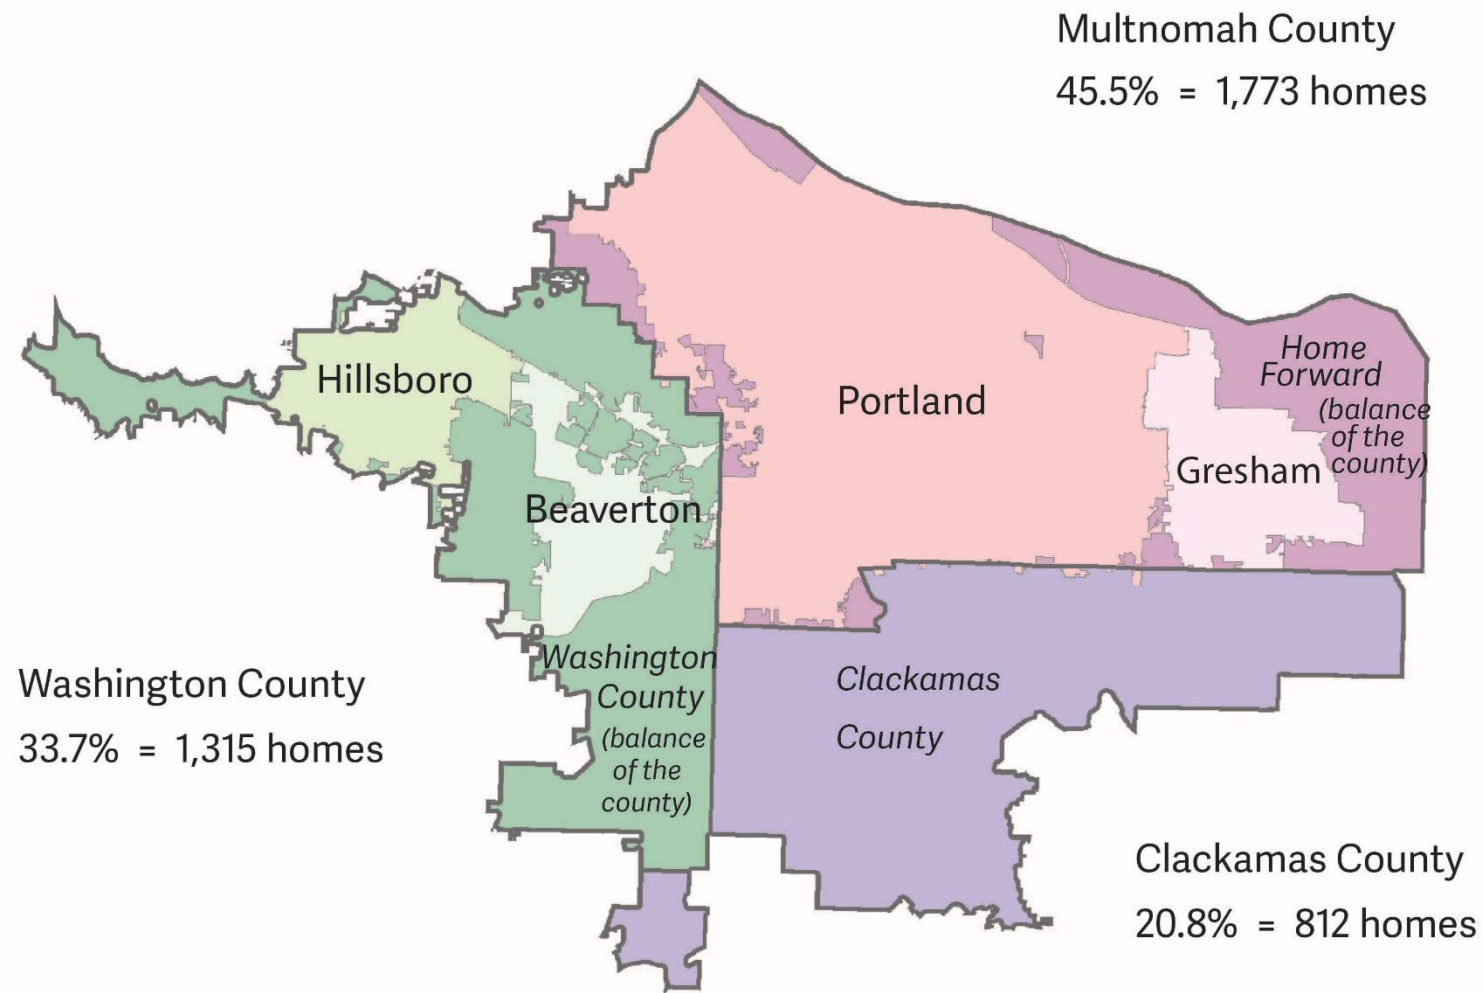 Multnomah County
45.5% = 1,773 homes
Home
Forward
(balance
of the
county)
Hillsboro
Portland
Gresham
Beaverton
Washington
County
(balance
of the
county)
Clackamas
County
Washington County
33.7% = 1,315 homes
Clackamas County
20.8% = 812 homes